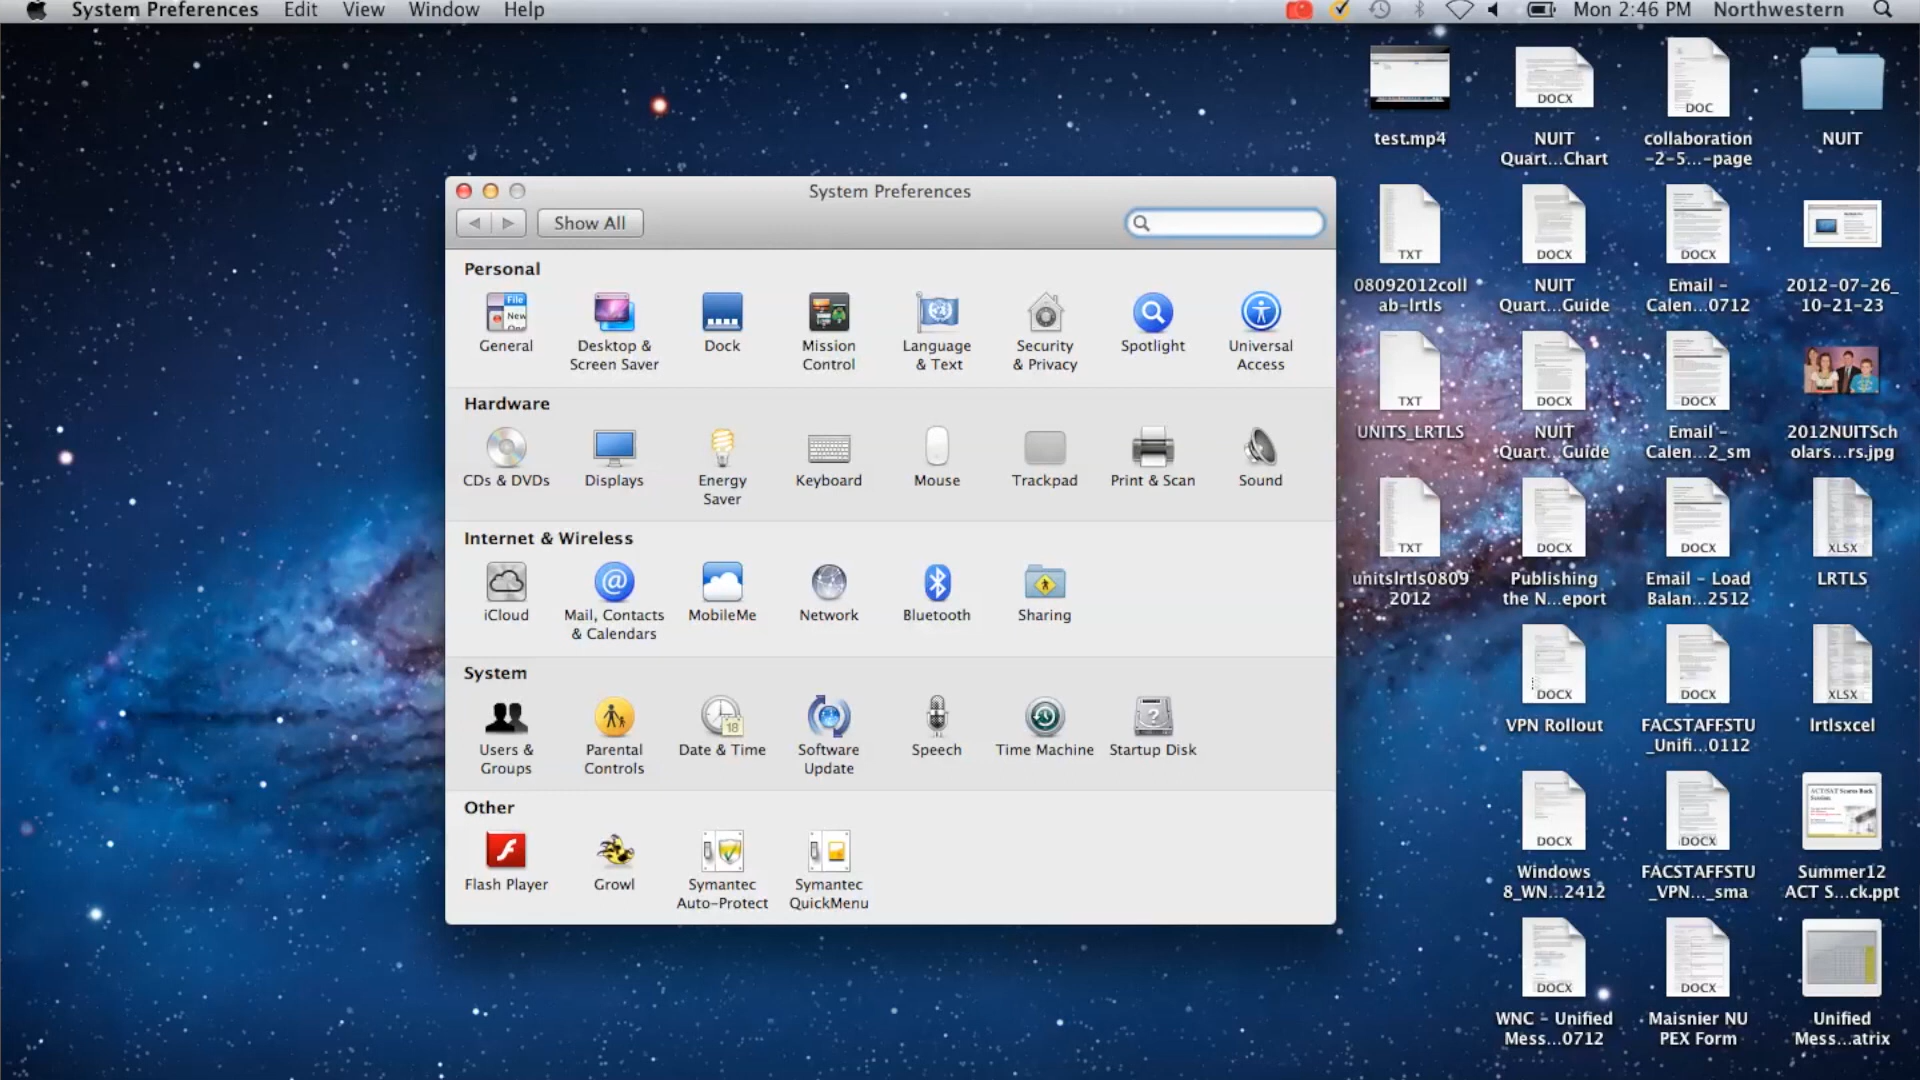 System Preferences Edit View Window Help Mon 2:46 PM Northwestern
System Preferences
Show All
Personal
General
Desktop &
Screen Saver
Dock
Mission
Control
Language
& Text
Security
& Privacy
Spotlight
Universal
Access
Hardware
CDs & DVDs
Displays
Energy
Saver
Keyboard
Mouse
Trackpad
Print & Scan
Sound
Internet & Wireless
iCloud
Mail, Contacts
& Calendars
MobileMe
Network
Bluetooth
Sharing
System
Users &
Groups
Parental
Controls
18
Date & Time
Software
Update
Speech
Time Machine
Startup Disk
Other
Flash Player
Growl
Symantec
Auto-Protect
Symantec
QuickMenu
test.mp4
DOCX
NUIT
Quart...Chart
DOC
collaboration
-2-5...-page
NUIT
TXT
08092012coll
ab-lrtls
DOCX
NUIT
Quart...Guide
DOCX
Email -
Calen...0712
2012-07-26_
10-21-23
TXT
UNITS_LRTLS
DOCX
NUIT
Quart...Guide
DOCX
Email -
Calen...2_sm
2012NUITSch
olars...rs.jpg
TXT
unitslrtls0809
2012
DOCX
Publishing
the N...eport
DOCX
Email - Load
Balan...2512
XLSX
LRTLS
DOCX
VPN Rollout
DOCX
FACSTAFFSTU
_Unifi...0112
XLSX
lrtlsxcel
DOCX
Windows
8_WN...2412
DOCX
FACSTAFFSTU
_VPN..._sma
ACT/SAT Scores Back
Session:
Summer12
ACT S...ck.ppt
DOCX
WNC - Unified
Mess...0712
DOCX
Maisnier NU
PEX Form
Unified
Mess...atrix